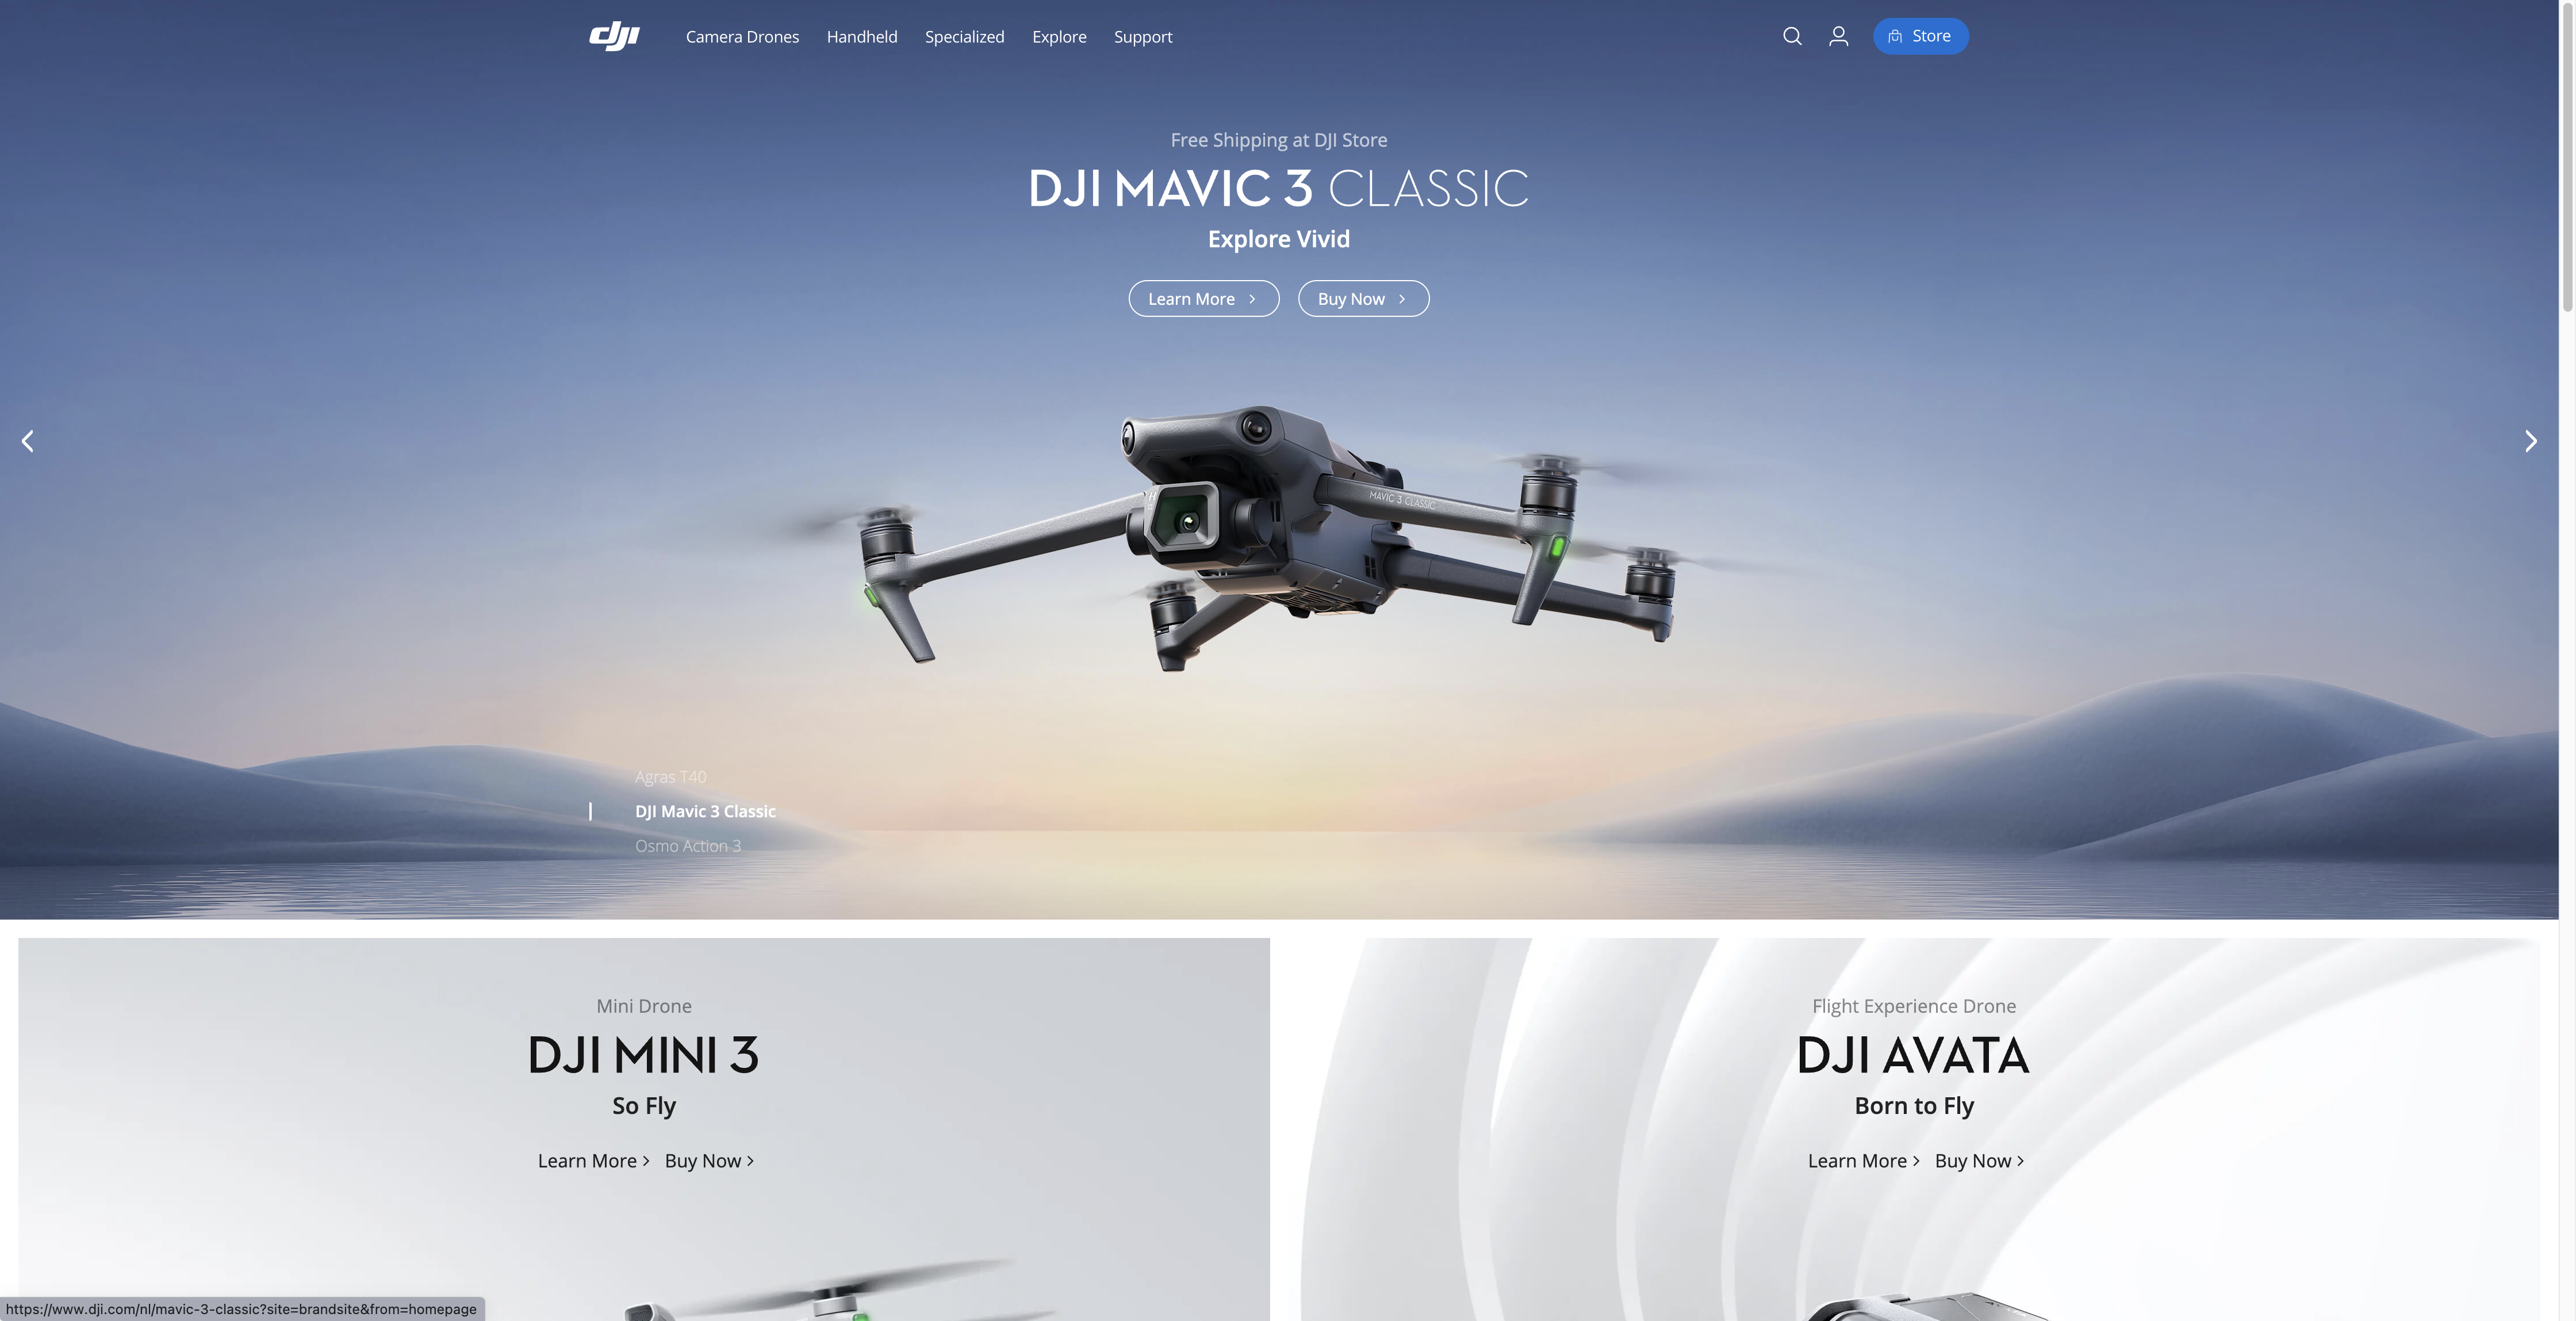 dji
Camera Drones
Handheld
Specialized
Explore
Support
Store
Free Shipping at DJI Store
DJI MAVIC 3 CLASSIC
Explore Vivid
Learn More
Buy Now
MAVIC 3 CLASSIC
Agras T40
DJI Mavic 3 Classic
Osmo Action 3
Mini Drone
DJI MINI 3
So Fly
Learn More
Buy Now
Flight Experience Drone
DJI AVATA
Born to Fly
Learn More
Buy Now
https://www.dji.com/nl/mavic-3-classic?site=brandsite&from=homepage